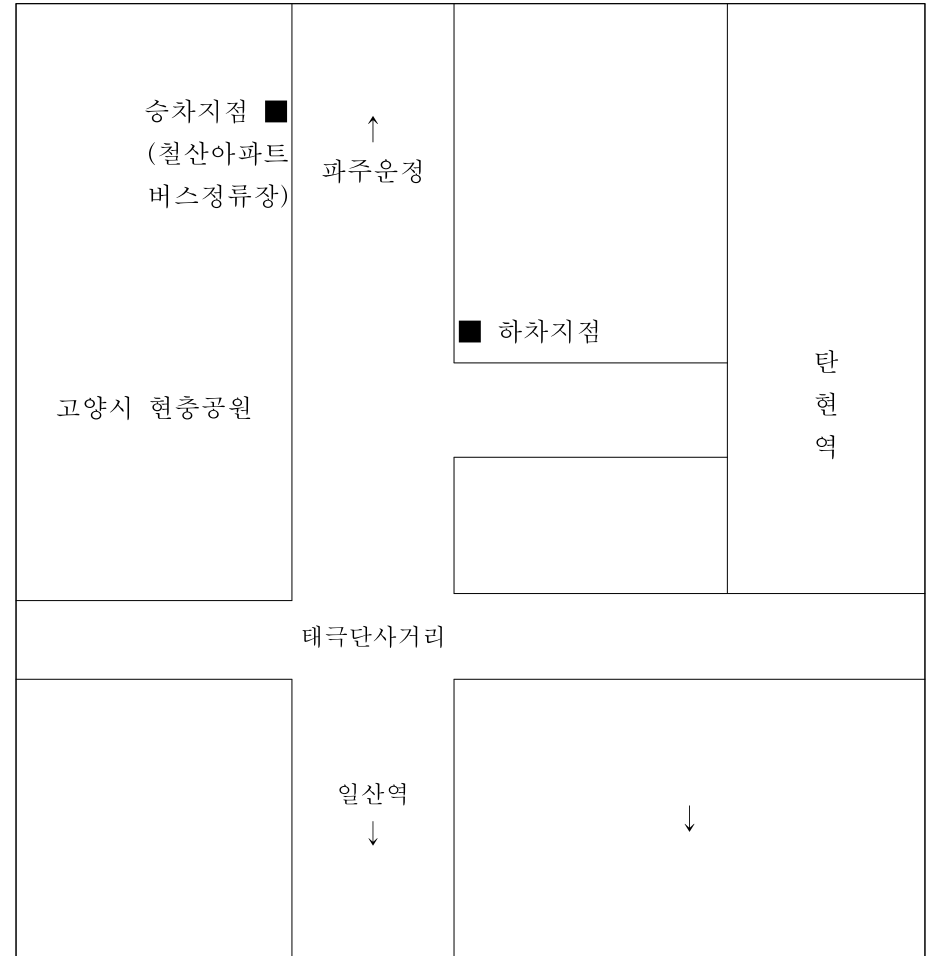 승차지점 ■
(철산아파트
버스정류장)
↑
파주운정
■ 하차지점
고양시 현충공원
탄
현
역
태극단사거리
일산역
↓
↓